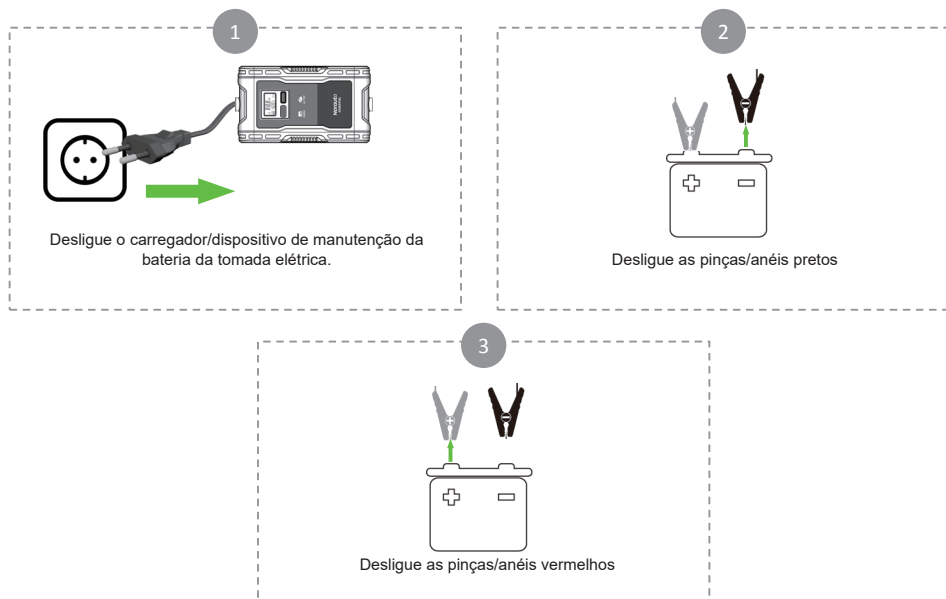 1
Desligue o carregador/dispositivo de manutenção da
bateria da tomada elétrica.
2
Desligue as pinças/anéis pretos
3
Desligue as pinças/anéis vermelhos